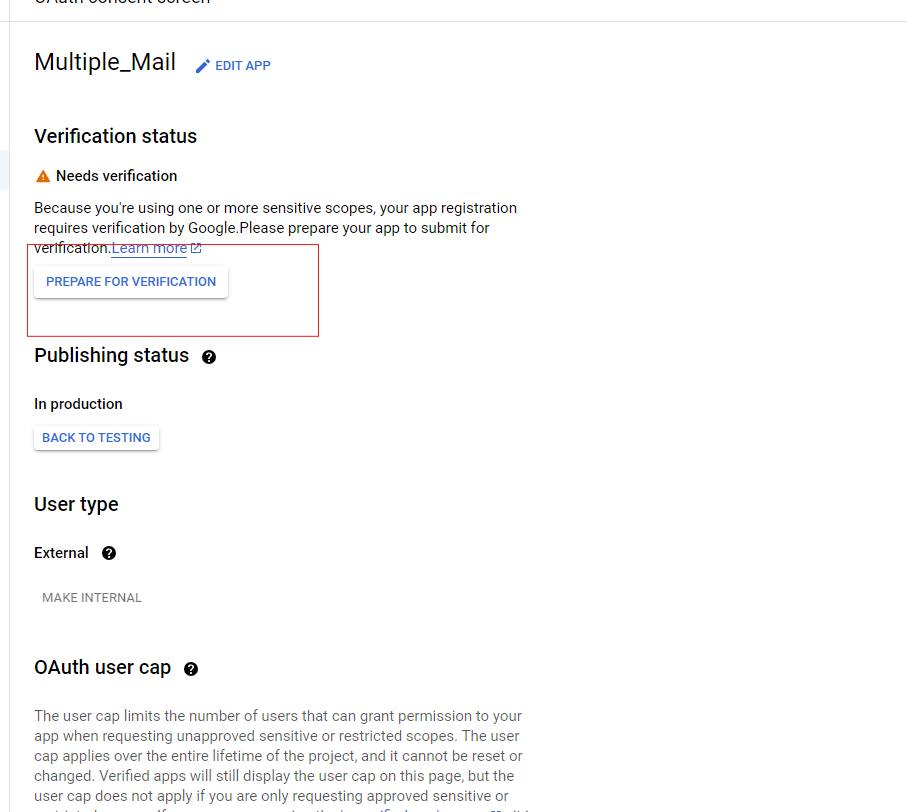 OAuth consent screen
Multiple_Mail
EDIT APP
Verification status
Needs verification
Because you're using one or more sensitive scopes, your app registration
requires verification by Google.Please prepare your app to submit for
verification.Learn more
PREPARE FOR VERIFICATION
Publishing status
In production
BACK TO TESTING
User type
External
MAKE INTERNAL
OAuth user cap
The user cap limits the number of users that can grant permission to your
app when requesting unapproved sensitive or restricted scopes. The user
cap applies over the entire lifetime of the project, and it cannot be reset or
changed. Verified apps will still display the user cap on this page, but the
user cap does not apply if you are only requesting approved sensitive or